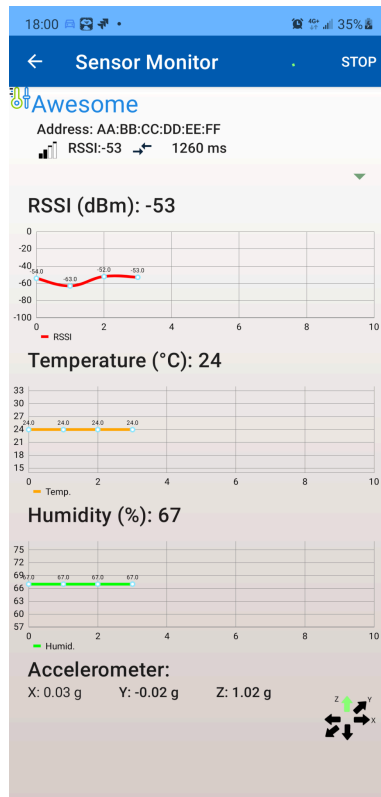 18:00 4G+ 35%
← Sensor Monitor STOP
Awesome
Address: AA:BB:CC:DD:EE:FF
RSSI:-53 1260 ms
RSSI (dBm): -53
0
-20
-40
-60
-80
-100
-54.0 -63.0 -52.0 -53.0
0 2 4 6 8 10
RSSI
Temperature (°C): 24
33
30
27
24
21
18
15
24.0 24.0 24.0 24.0
0 2 4 6 8 10
Temp.
Humidity (%): 67
75
72
69
66
63
60
57
67.0 67.0 67.0 67.0
0 2 4 6 8 10
Humid.
Accelerometer:
X: 0.03 g Y: -0.02 g Z: 1.02 g
Z Y
X